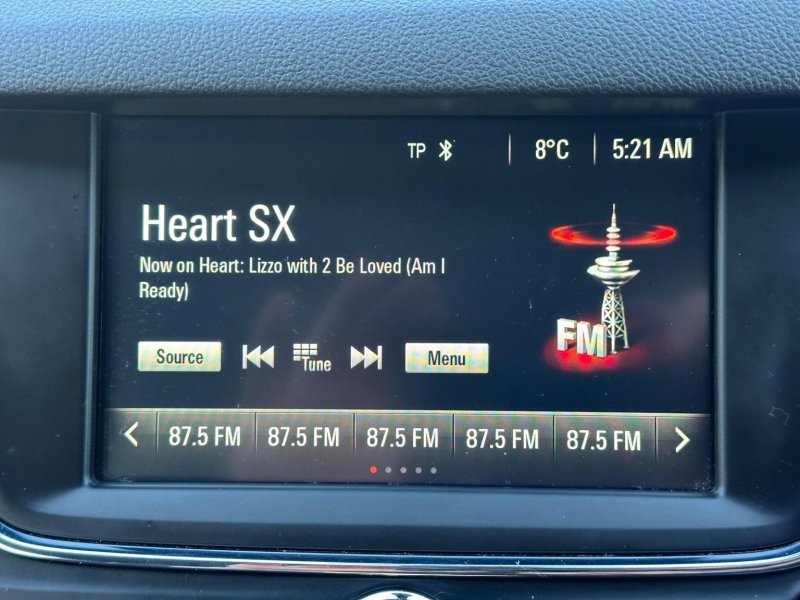 TP 8°C 5:21 AM
Heart SX
Now on Heart: Lizzo with 2 Be Loved (Am I
Ready)
FM
Source Tune Menu
87.5 FM 87.5 FM 87.5 FM 87.5 FM 87.5 FM